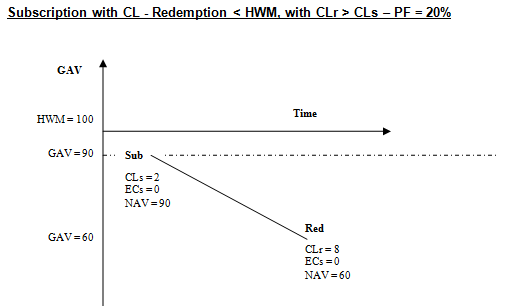 Subscription with CL - Redemption < HWM, with CLr > CLs – PF = 20%
GAV
Time
HWM = 100
GAV = 90
Sub
CLs = 2
ECs = 0
NAV = 90
Red
GAV = 60
CLr = 8
ECs = 0
NAV = 60